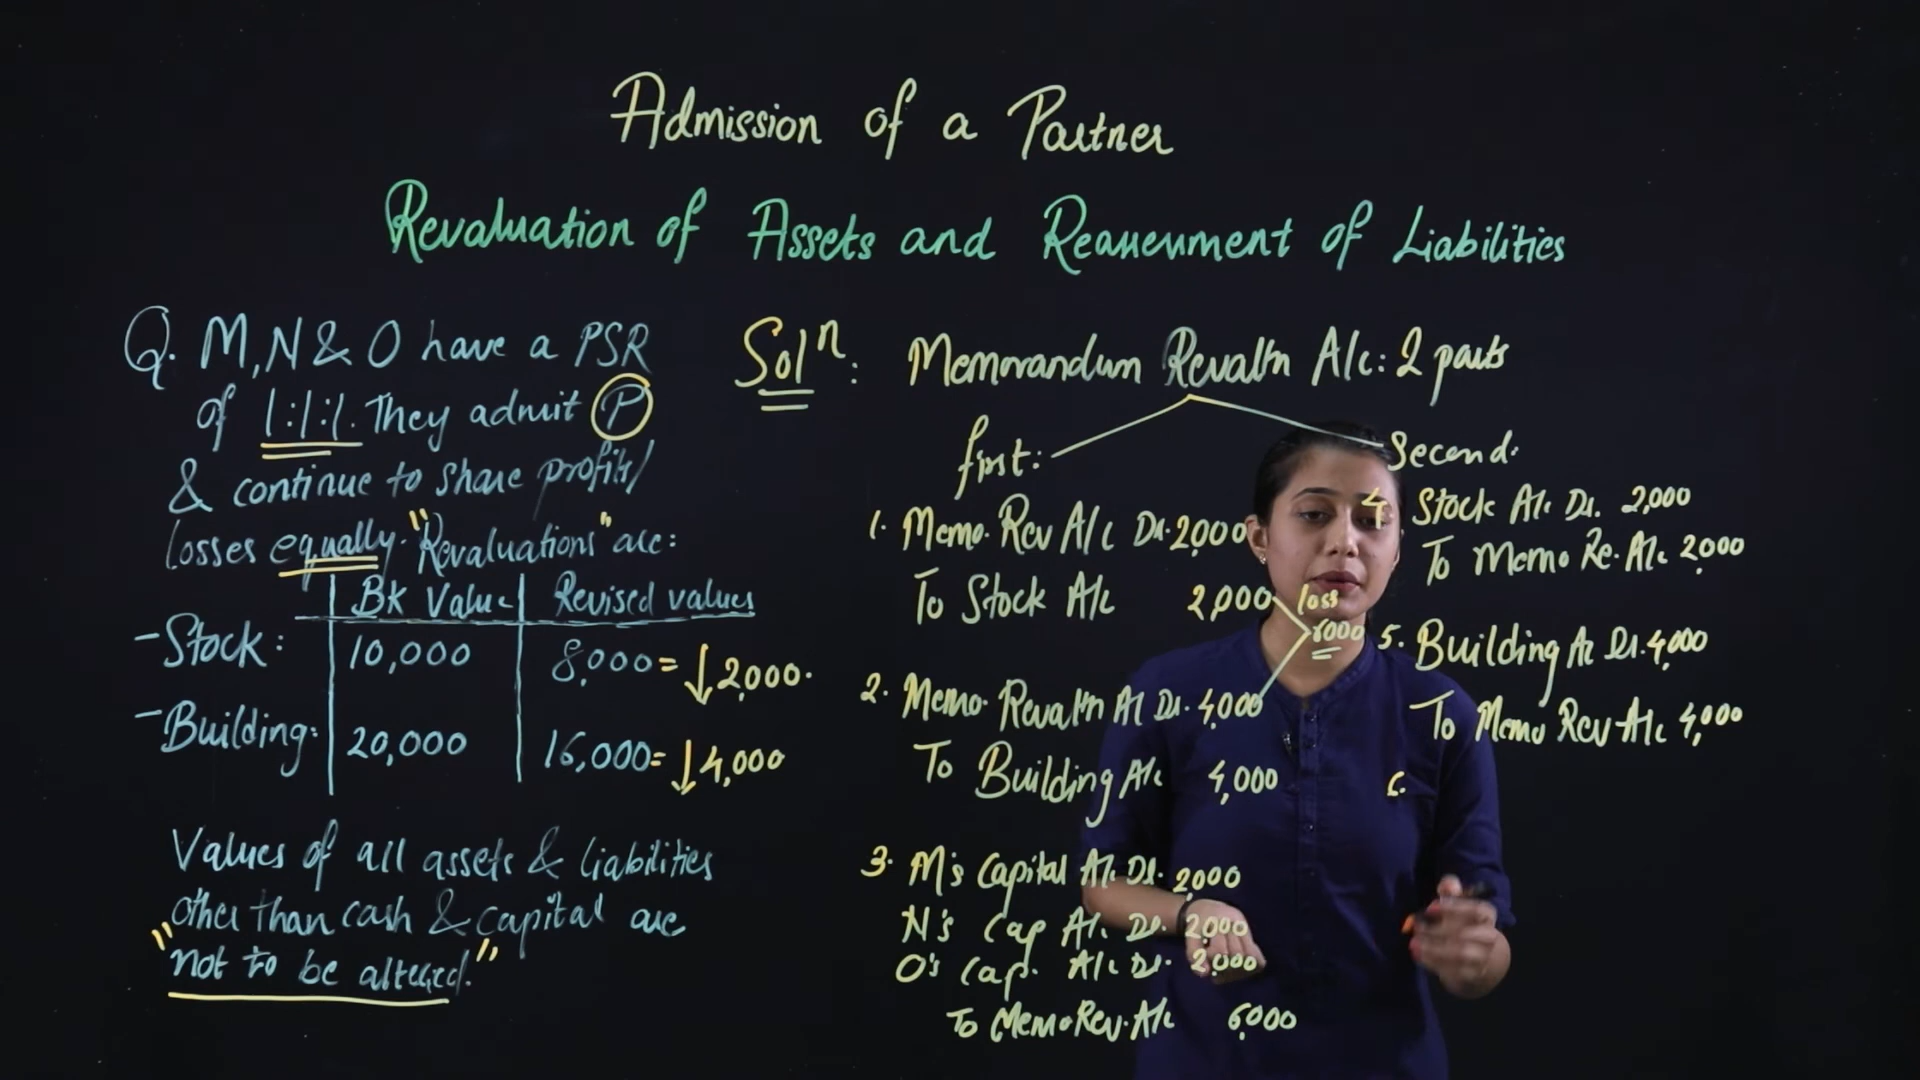 Admission of a Partner
Revaluation of Assets and Reassessment of Liabilities
Q. M, N & O have a PSR
of 1:1:1. They admit P
& continue to share profits/
losses equally. "Revaluations" are:
Bk Value Revised values
- Stock: 10,000 8,000 = ↓ 2,000.
- Building: 20,000 16,000 = ↓ 4,000
Values of all assets & liabilities
other than cash & capital are
"not to be altered."
Solⁿ: Memorandum Revaltn A/c: 2 parts
first:
1. Memo. Rev A/c Dr. 2,000
To Stock A/c 2,000
loss
6000
2. Memo. Revaltn A/c Dr. 4,000
To Building A/c 4,000
3. M's Capital A/c Dr. 2,000
N's Cap A/c Dr. 2,000
O's Cap. A/c Dr. 2,000
To Memo Rev. A/c 6,000
Second:
4. Stock A/c Dr. 2,000
To Memo Re. A/c 2,000
5. Building A/c Dr. 4,000
To Memo Rev A/c 4,000
6.